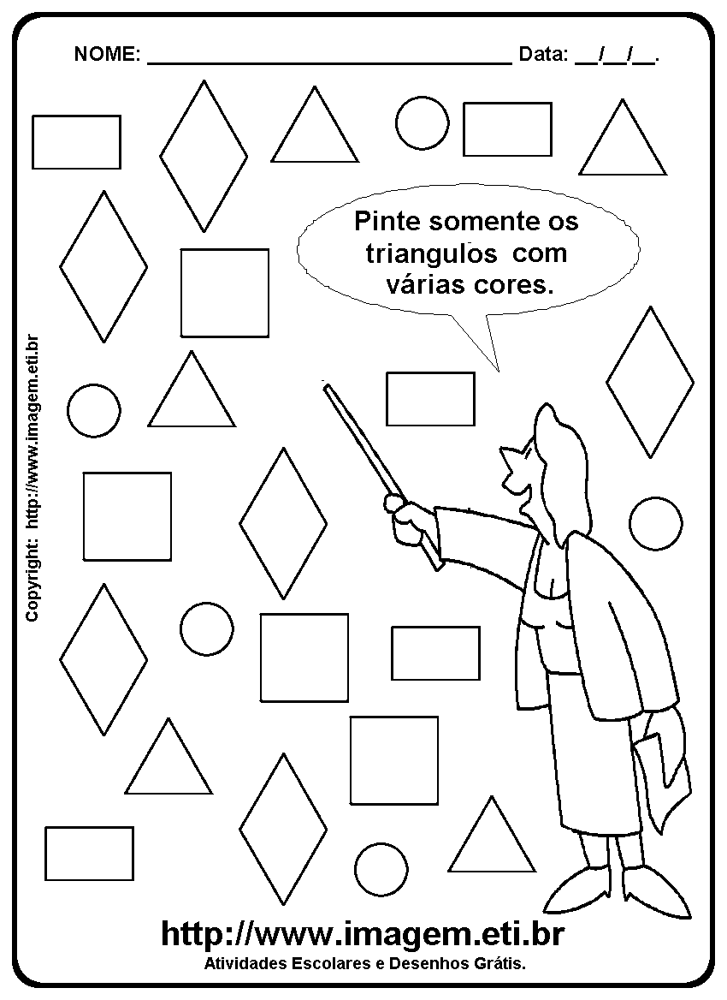 NOME: ________________________________ Data: __/__/__.
Pinte somente os
triangulos com
várias cores.
Copyright: http://www.imagem.eti.br
http://www.imagem.eti.br
Atividades Escolares e Desenhos Grátis.